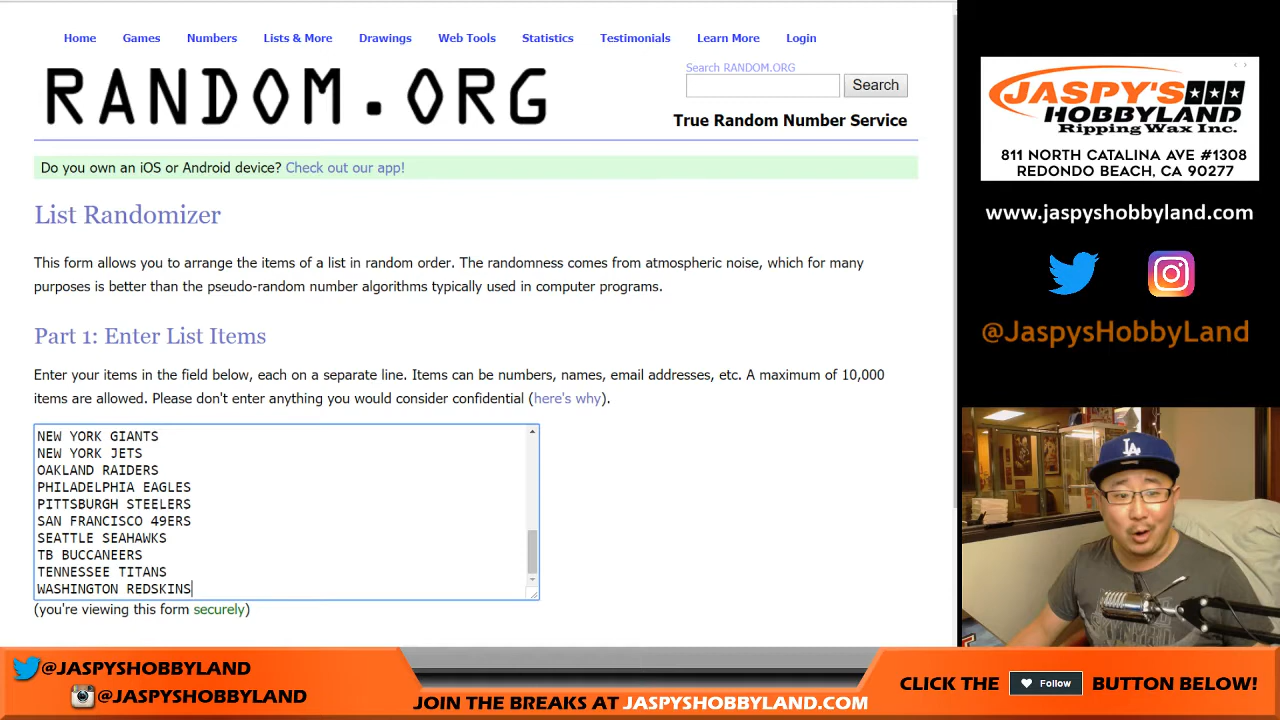 Home Games Numbers Lists & More Drawings Web Tools Statistics Testimonials Learn More Login
RANDOM.ORG
Search RANDOM.ORG
Search
True Random Number Service
Do you own an iOS or Android device? Check out our app!
List Randomizer
This form allows you to arrange the items of a list in random order. The randomness comes from atmospheric noise, which for many
purposes is better than the pseudo-random number algorithms typically used in computer programs.
Part 1: Enter List Items
Enter your items in the field below, each on a separate line. Items can be numbers, names, email addresses, etc. A maximum of 10,000
items are allowed. Please don't enter anything you would consider confidential (here's why).
NEW YORK GIANTS
NEW YORK JETS
OAKLAND RAIDERS
PHILADELPHIA EAGLES
PITTSBURGH STEELERS
SAN FRANCISCO 49ERS
SEATTLE SEAHAWKS
TB BUCCANEERS
TENNESSEE TITANS
WASHINGTON REDSKINS
(you're viewing this form securely)
JASPY'S
HOBBYLAND
Ripping Wax Inc.
811 NORTH CATALINA AVE #1308
REDONDO BEACH, CA 90277
www.jaspyshobbyland.com
@JaspysHobbyLand
LA
@JASPYSHOBBYLAND
@JASPYSHOBBYLAND
JOIN THE BREAKS AT JASPYSHOBBYLAND.COM
CLICK THE Follow BUTTON BELOW!